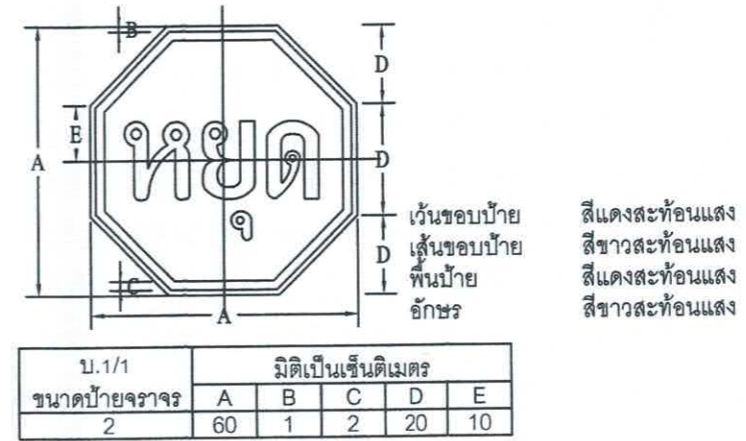 B
D
E
หยุด
A
D
เว้นขอบป้าย สีแดงสะท้อนแสง
D
เส้นขอบป้าย สีขาวสะท้อนแสง
พื้นป้าย สีแดงสะท้อนแสง
C
อักษร สีขาวสะท้อนแสง
A
บ.1/1 มิติเป็นเซ็นติเมตร
ขนาดป้ายจราจร A B C D E
2 60 1 2 20 10